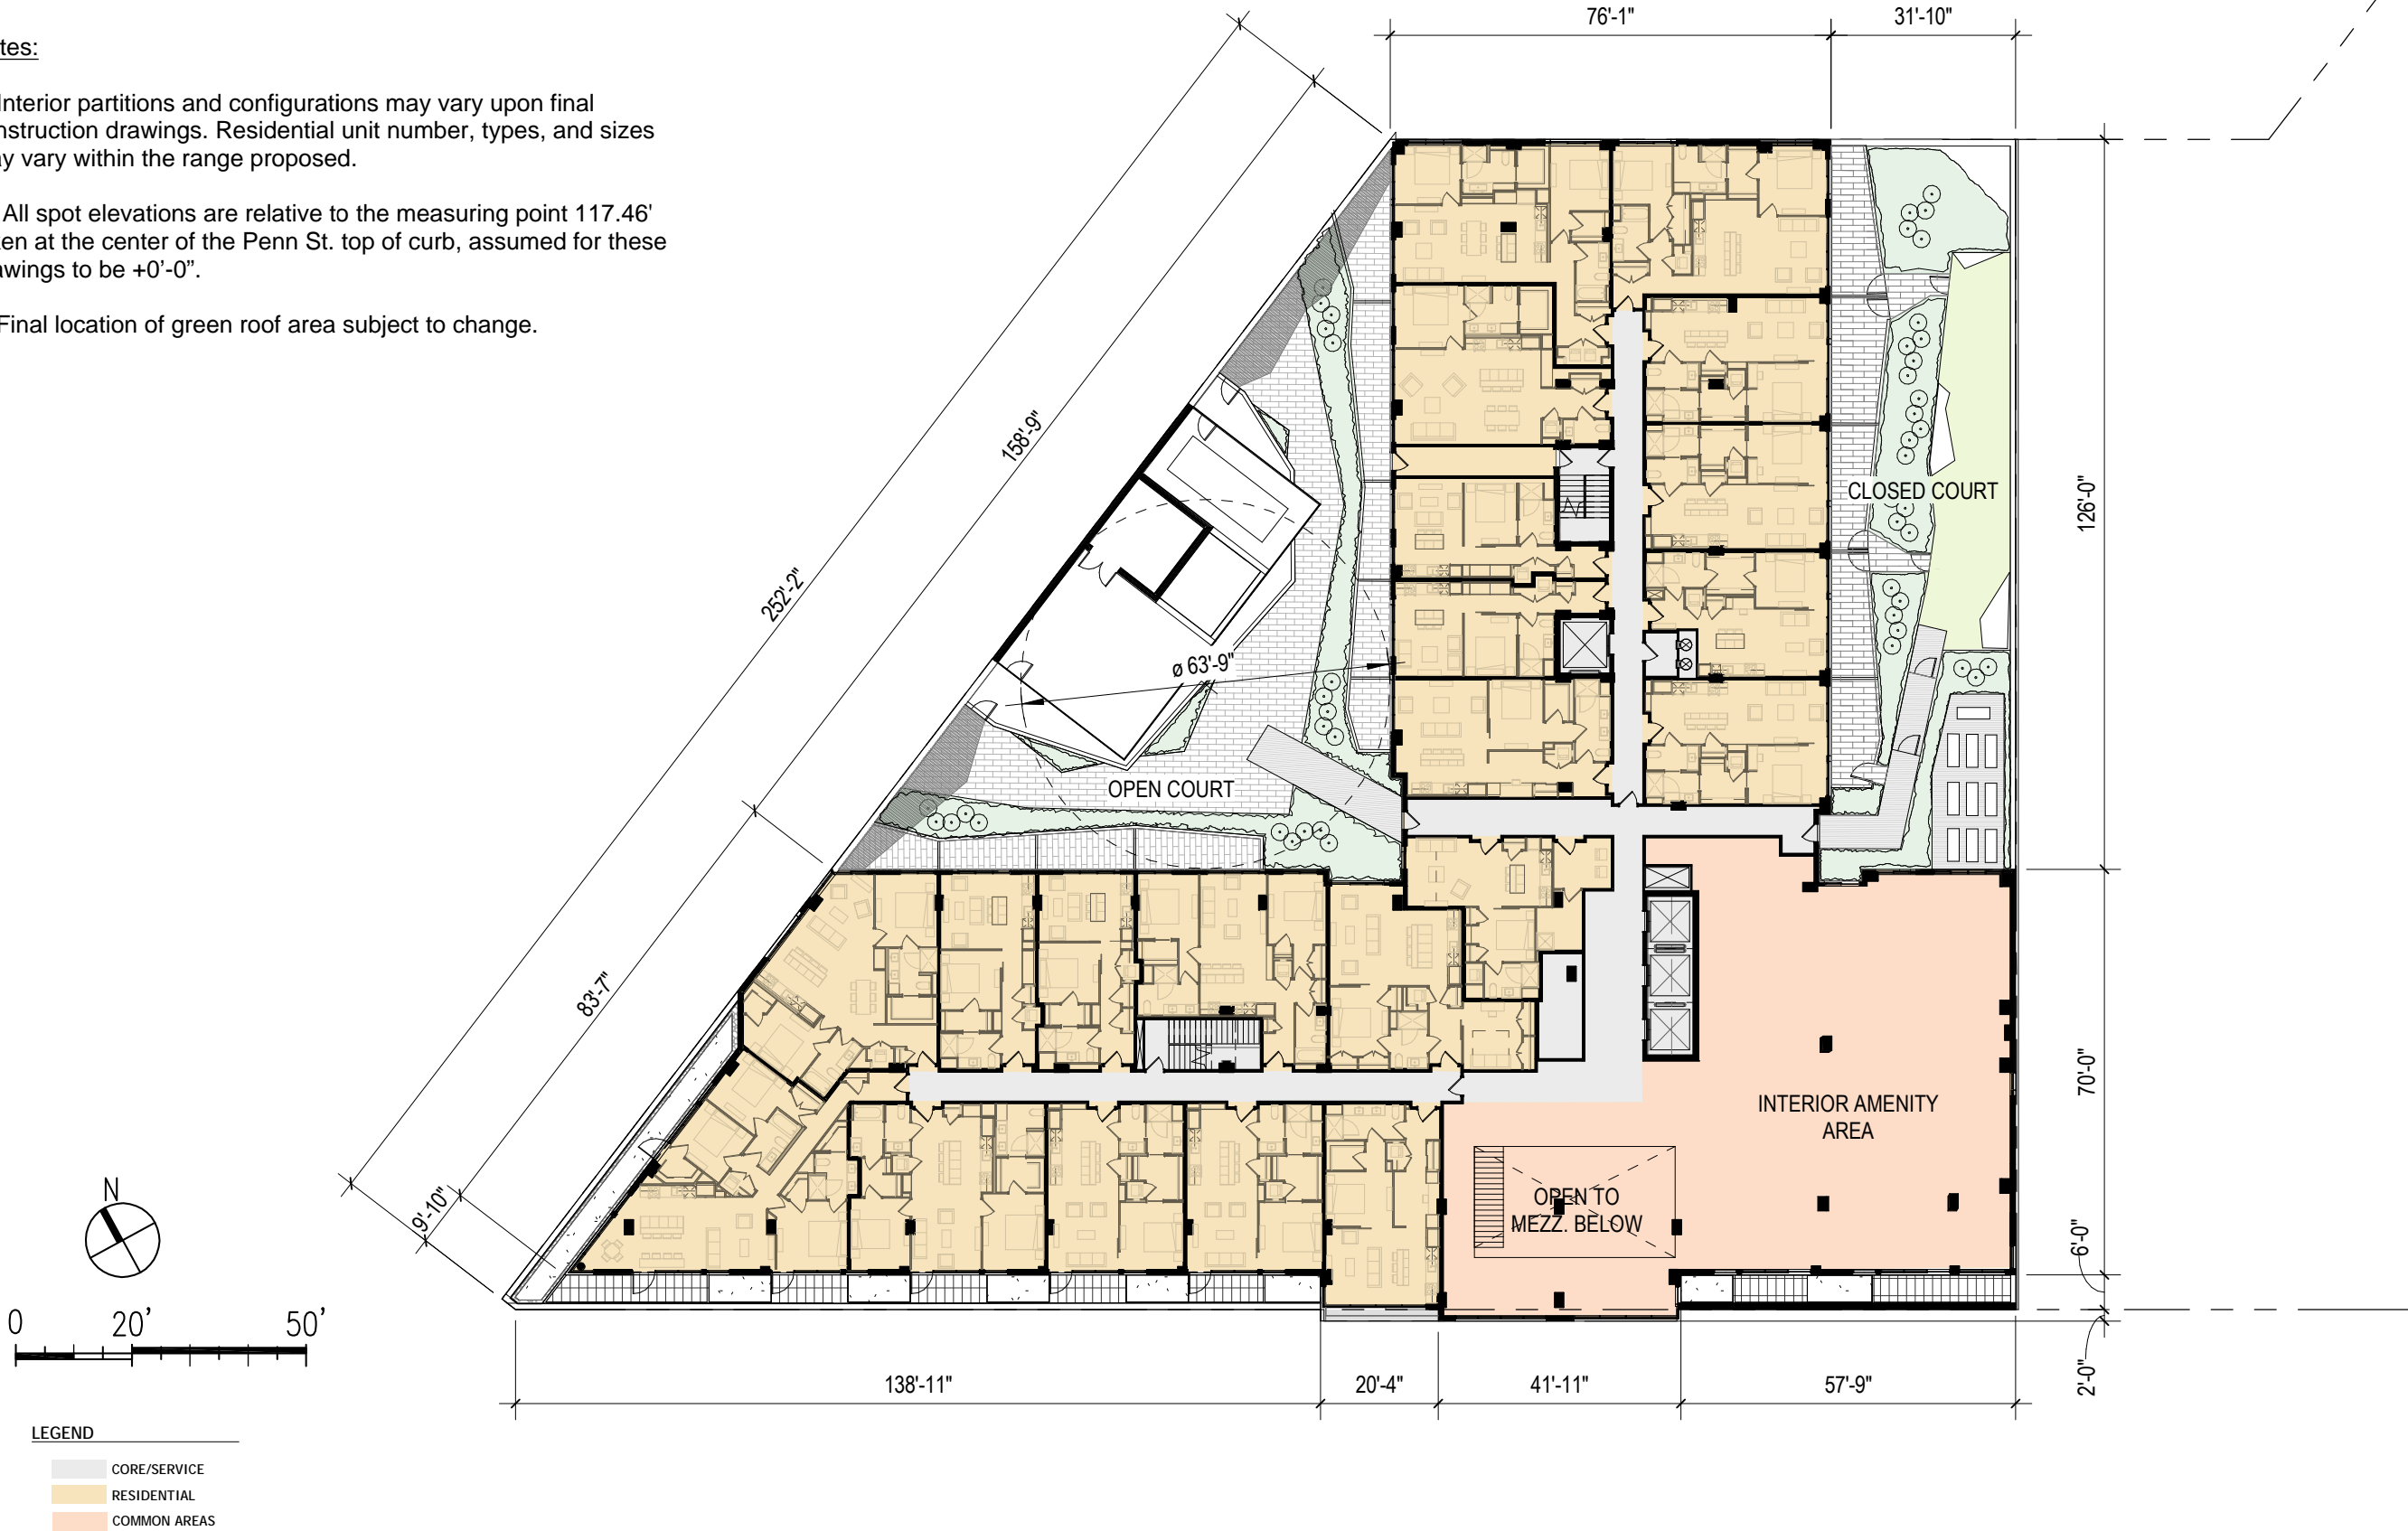 tes:
Interior partitions and configurations may vary upon final
nstruction drawings. Residential unit number, types, and sizes
y vary within the range proposed.
All spot elevations are relative to the measuring point 117.46'
en at the center of the Penn St. top of curb, assumed for these
awings to be +0'-0”.
Final location of green roof area subject to change.
76'-1"
31'-10"
158'-9"
252'-2"
83'-7"
9'-10"
ø 63'-9"
OPEN COURT
CLOSED COURT
126'-0"
70'-0"
6'-0"
2'-0"
INTERIOR AMENITY
AREA
OPEN TO
MEZZ. BELOW
N
0 20' 50'
138'-11"
20'-4"
41'-11"
57'-9"
LEGEND
CORE/SERVICE
RESIDENTIAL
COMMON AREAS